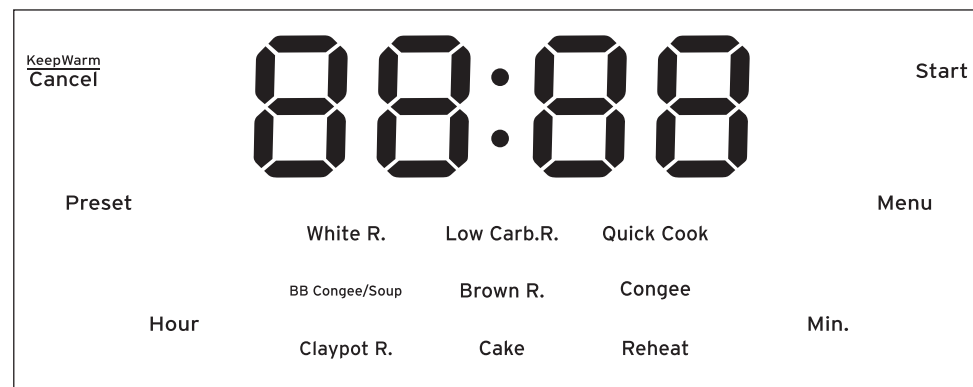 88:88
KeepWarm
Cancel
Start
Preset
Menu
White R.
Low Carb.R.
Quick Cook
BB Congee/Soup
Brown R.
Congee
Hour
Min.
Claypot R.
Cake
Reheat